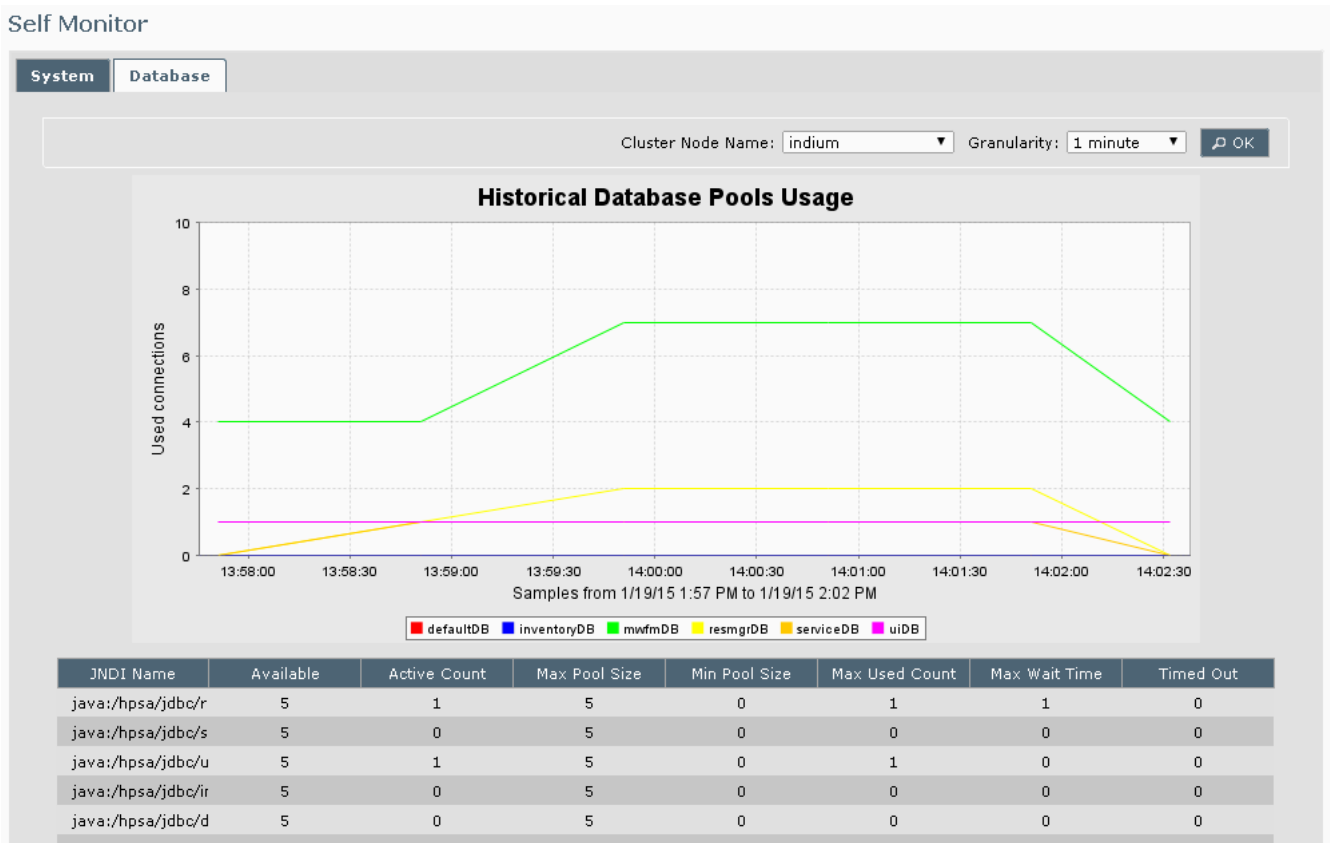 Self Monitor
System Database
Cluster Node Name: indium Granularity: 1 minute OK
Historical Database Pools Usage
10
8
6
4
2
0
Used connections
13:58:00 13:58:30 13:59:00 13:59:30 14:00:00 14:00:30 14:01:00 14:01:30 14:02:00 14:02:30
Samples from 1/19/15 1:57 PM to 1/19/15 2:02 PM
defaultDB inventoryDB mwfmDB resmgrDB serviceDB uiDB
JNDI Name Available Active Count Max Pool Size Min Pool Size Max Used Count Max Wait Time Timed Out
java:/hpsa/jdbc/r 5 1 5 0 1 1 0
java:/hpsa/jdbc/s 5 0 5 0 0 0 0
java:/hpsa/jdbc/u 5 1 5 0 1 0 0
java:/hpsa/jdbc/ir 5 0 5 0 0 0 0
java:/hpsa/jdbc/d 5 0 5 0 0 0 0